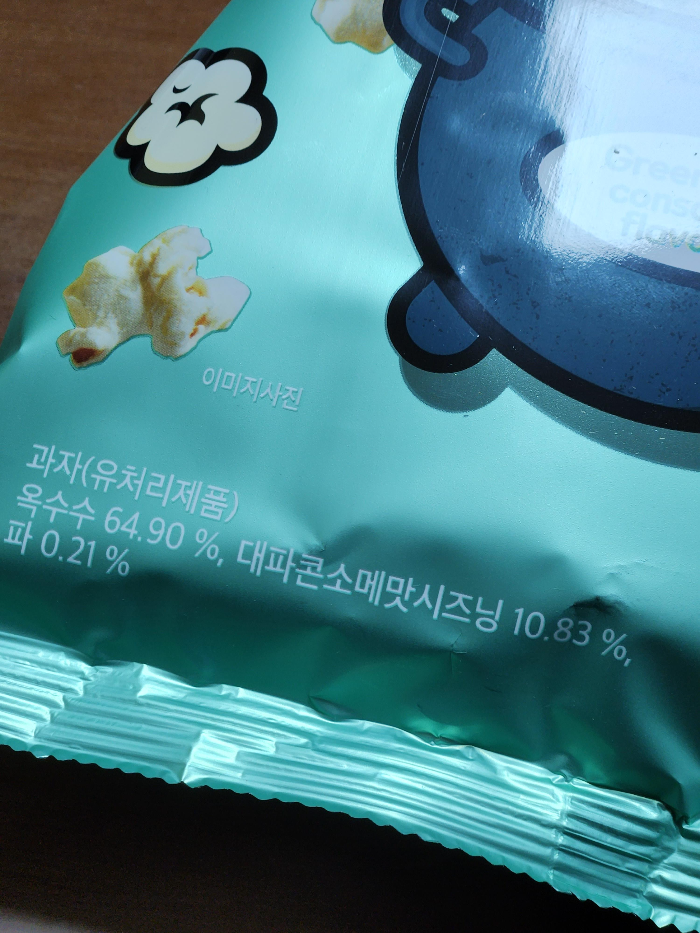 Green
이미지사진
과자(유처리제품)
옥수수 64.90 %, 대파콘소메맛시즈닝 10.83 %,
파 0.21 %